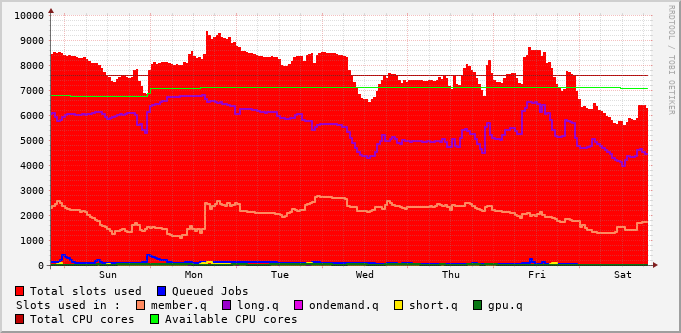 RRDTOOL / TOBI OETIKER
10000
9000
8000
7000
6000
5000
4000
3000
2000
1000
0
Sun Mon Tue Wed Thu Fri Sat
Total slots used Queued Jobs
Slots used in : member.q long.q ondemand.q short.q gpu.q
Total CPU cores Available CPU cores